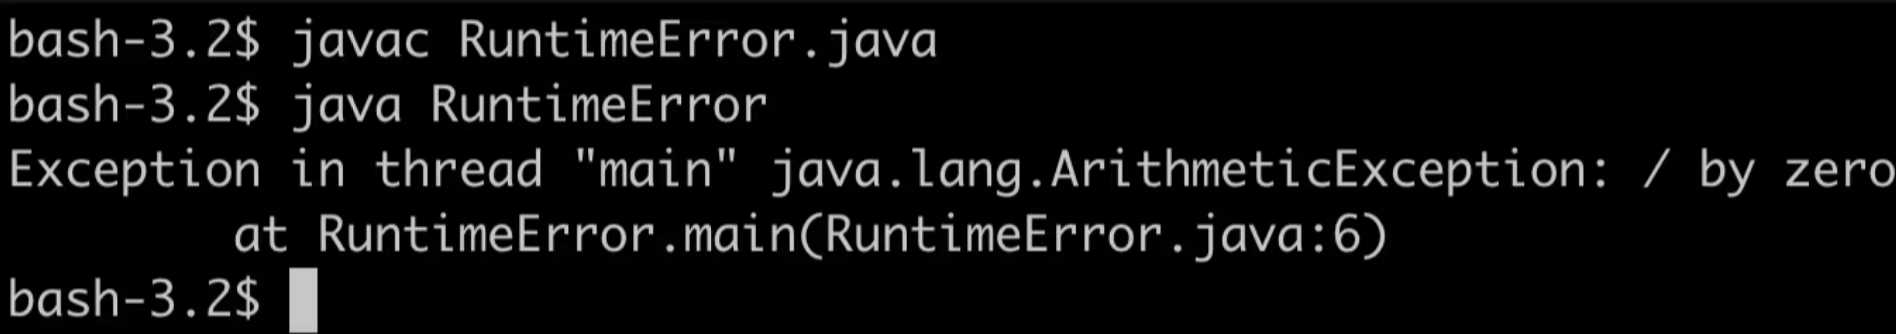 bash-3.2$ javac RuntimeError.java
bash-3.2$ java RuntimeError
Exception in thread "main" java.lang.ArithmeticException: / by zero
        at RuntimeError.main(RuntimeError.java:6)
bash-3.2$